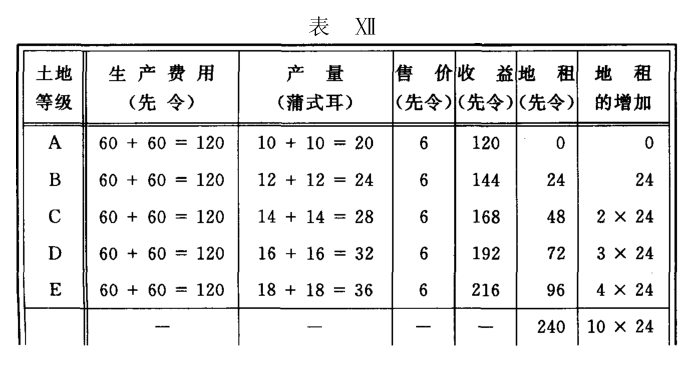 表 Ⅻ
土地 生产费用 产量 售价 收益 地租 地租
等级 (先令) (蒲式耳) (先令) (先令) (先令) 的增加
A 60 + 60 = 120 10 + 10 = 20 6 120 0 0
B 60 + 60 = 120 12 + 12 = 24 6 144 24 24
C 60 + 60 = 120 14 + 14 = 28 6 168 48 2 × 24
D 60 + 60 = 120 16 + 16 = 32 6 192 72 3 × 24
E 60 + 60 = 120 18 + 18 = 36 6 216 96 4 × 24
— — — — 240 10 × 24